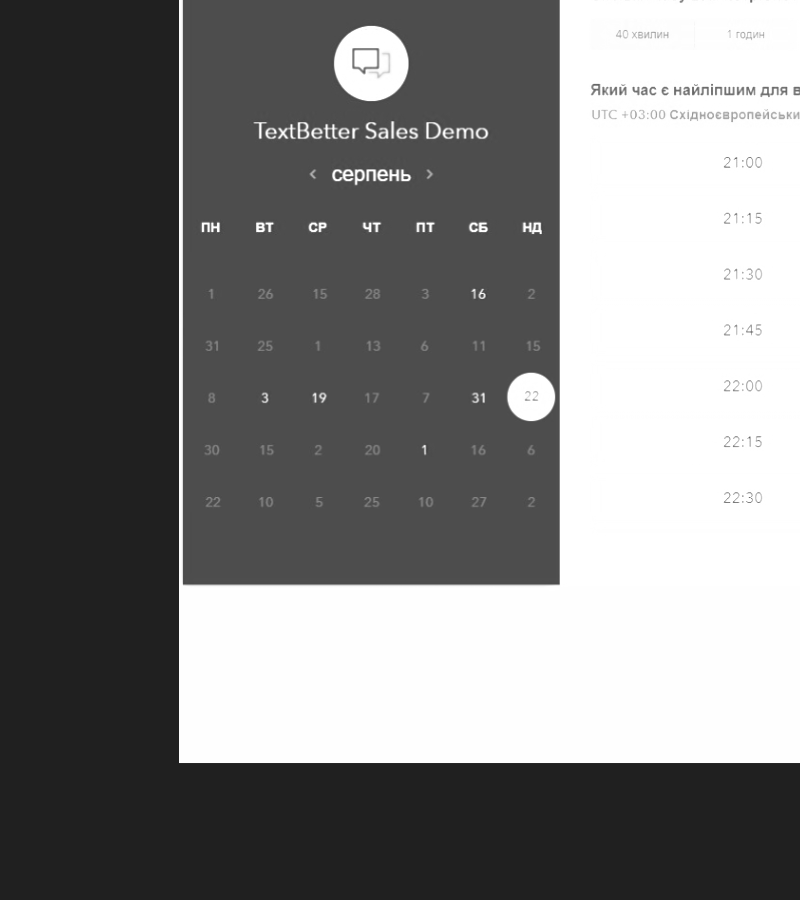 TextBetter Sales Demo
‹ серпень ›
ПН ВТ СР ЧТ ПТ СБ НД
1 26 15 28 3 16 2
31 25 1 13 6 11 15
8 3 19 17 7 31 22
30 15 2 20 1 16 6
22 10 5 25 10 27 2
40 хвилин 1 годин
Який час є найліпшим для
UTC +03:00
21:00
21:15
21:30
21:45
22:00
22:15
22:30